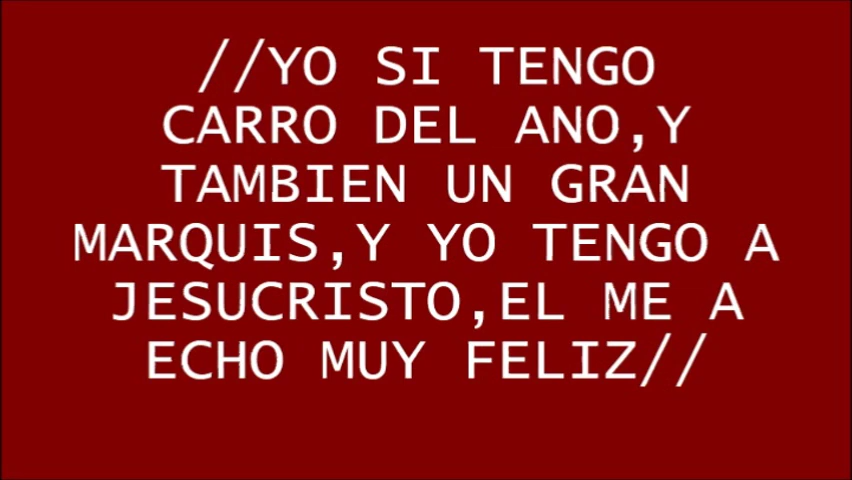 //YO SI TENGO
CARRO DEL ANO,Y
TAMBIEN UN GRAN
MARQUIS,Y YO TENGO A
JESUCRISTO,EL ME A
ECHO MUY FELIZ//